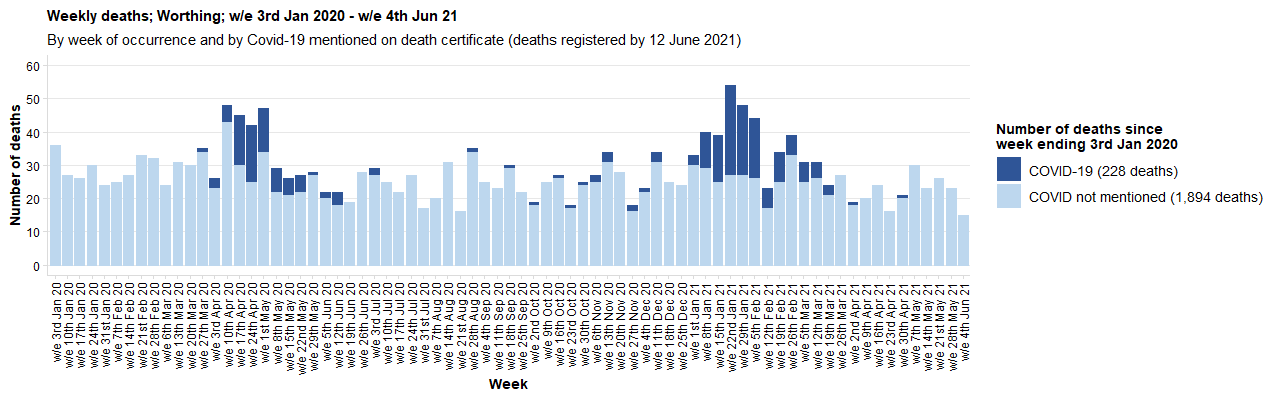 Weekly deaths; Worthing; w/e 3rd Jan 2020 - w/e 4th Jun 21
By week of occurrence and by Covid-19 mentioned on death certificate (deaths registered by 12 June 2021)
Number of deaths
60
50
40
30
20
10
0
w/e 3rd Jan 20
w/e 10th Jan 20
w/e 17th Jan 20
w/e 24th Jan 20
w/e 31st Jan 20
w/e 7th Feb 20
w/e 14th Feb 20
w/e 21st Feb 20
w/e 28th Feb 20
w/e 6th Mar 20
w/e 13th Mar 20
w/e 20th Mar 20
w/e 27th Mar 20
w/e 3rd Apr 20
w/e 10th Apr 20
w/e 17th Apr 20
w/e 24th Apr 20
w/e 1st May 20
w/e 8th May 20
w/e 15th May 20
w/e 22nd May 20
w/e 29th May 20
w/e 5th Jun 20
w/e 12th Jun 20
w/e 19th Jun 20
w/e 26th Jun 20
w/e 3rd Jul 20
w/e 10th Jul 20
w/e 17th Jul 20
w/e 24th Jul 20
w/e 31st Jul 20
w/e 7th Aug 20
w/e 14th Aug 20
w/e 21st Aug 20
w/e 28th Aug 20
w/e 4th Sep 20
w/e 11th Sep 20
w/e 18th Sep 20
w/e 25th Sep 20
w/e 2nd Oct 20
w/e 9th Oct 20
w/e 16th Oct 20
w/e 23rd Oct 20
w/e 30th Oct 20
w/e 6th Nov 20
w/e 13th Nov 20
w/e 20th Nov 20
w/e 27th Nov 20
w/e 4th Dec 20
w/e 11th Dec 20
w/e 18th Dec 20
w/e 25th Dec 20
w/e 1st Jan 21
w/e 8th Jan 21
w/e 15th Jan 21
w/e 22nd Jan 21
w/e 29th Jan 21
w/e 5th Feb 21
w/e 12th Feb 21
w/e 19th Feb 21
w/e 26th Feb 21
w/e 5th Mar 21
w/e 12th Mar 21
w/e 19th Mar 21
w/e 26th Mar 21
w/e 2nd Apr 21
w/e 9th Apr 21
w/e 16th Apr 21
w/e 23rd Apr 21
w/e 30th Apr 21
w/e 7th May 21
w/e 14th May 21
w/e 21st May 21
w/e 28th May 21
w/e 4th Jun 21
Week
Number of deaths since
week ending 3rd Jan 2020
COVID-19 (228 deaths)
COVID not mentioned (1,894 deaths)